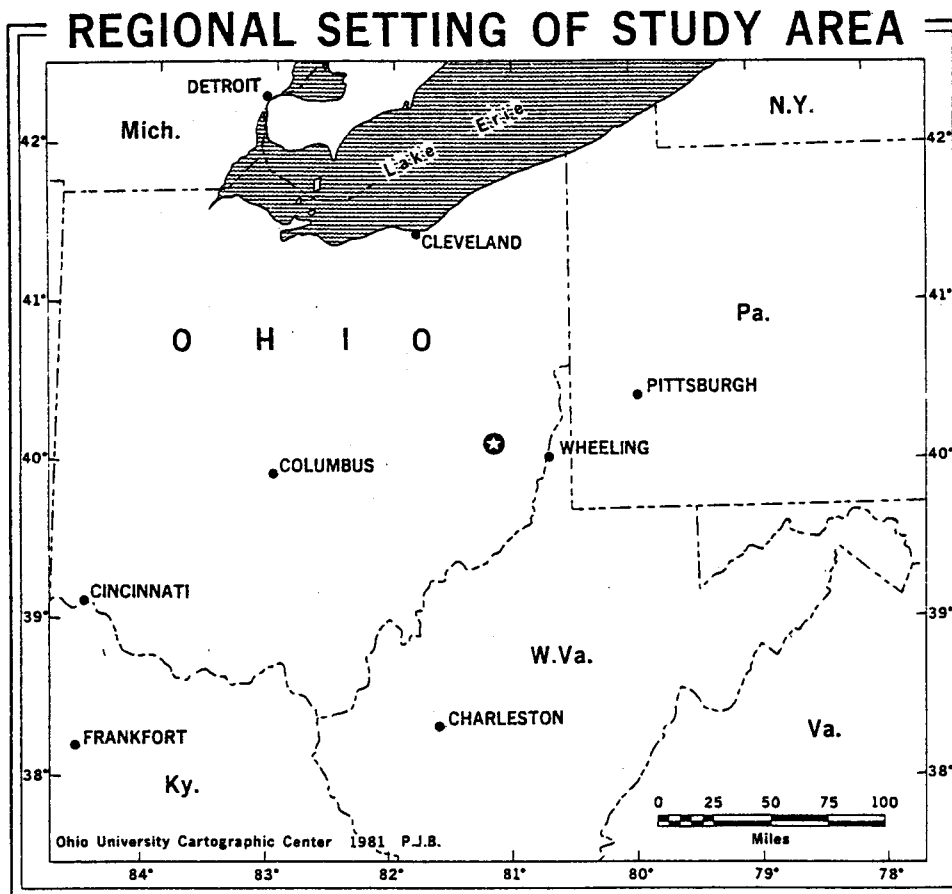 REGIONAL SETTING OF STUDY AREA
DETROIT
N.Y.
Mich.
Lake Erie
42°
42°
CLEVELAND
41°
41°
Pa.
O H I O
PITTSBURGH
WHEELING
COLUMBUS
40°
40°
CINCINNATI
39°
39°
W.Va.
CHARLESTON
Va.
FRANKFORT
38°
38°
Ky.
0 25 50 75 100
Miles
Ohio University Cartographic Center 1981 P.J.B.
84° 83° 82° 81° 80° 79° 78°